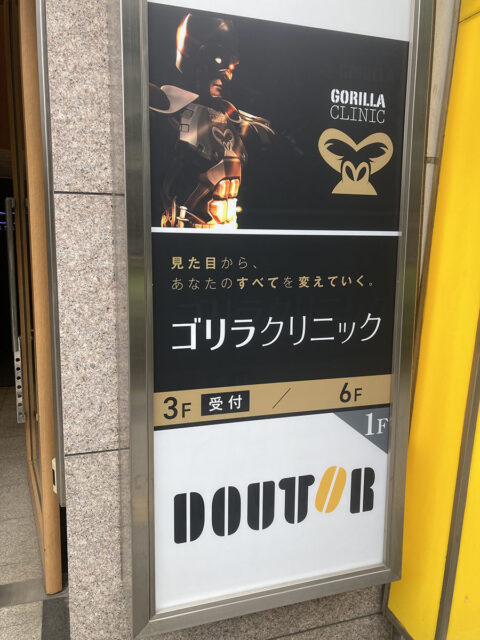 GORILLA
CLINIC
見た目から、
あなたのすべてを変えていく。
ゴリラクリニック
3F 受付 / 6F
1F
DOUTOR